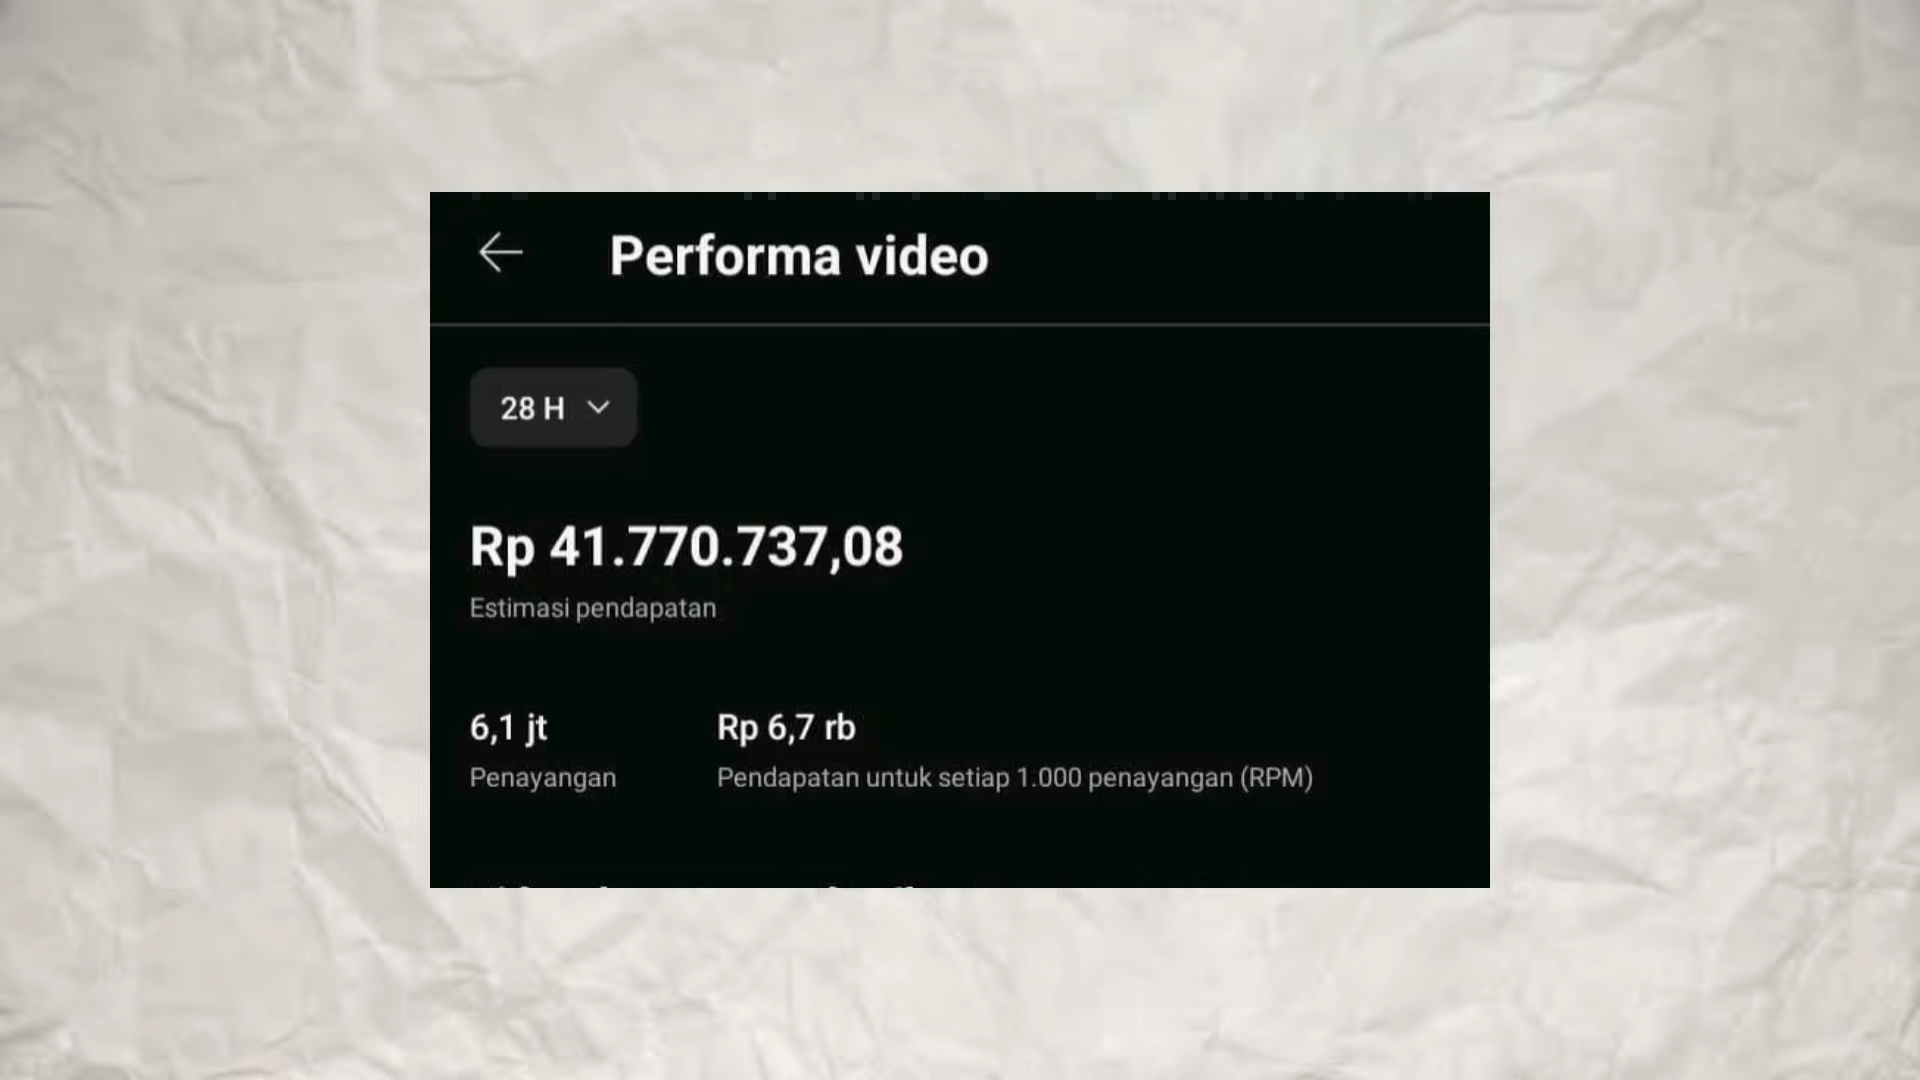 Performa video
28 H
Rp 41.770.737,08
Estimasi pendapatan
6,1 jt
Penayangan
Rp 6,7 rb
Pendapatan untuk setiap 1.000 penayangan (RPM)